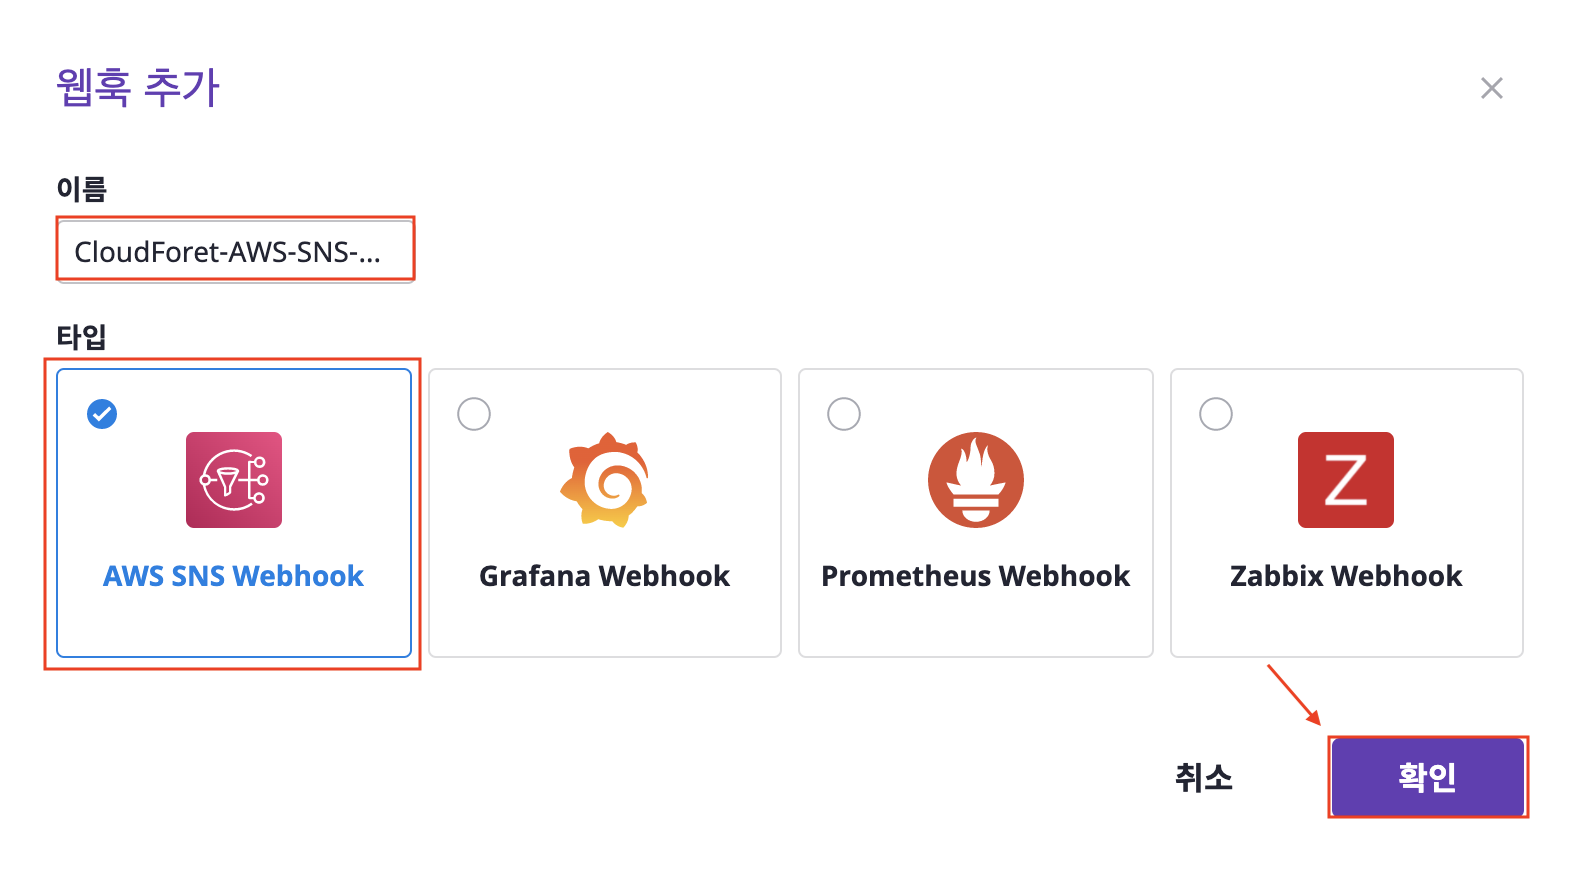 웹훅 추가
이름
CloudForet-AWS-SNS-...
타입
AWS SNS Webhook
Grafana Webhook
Prometheus Webhook
Z
Zabbix Webhook
취소
확인